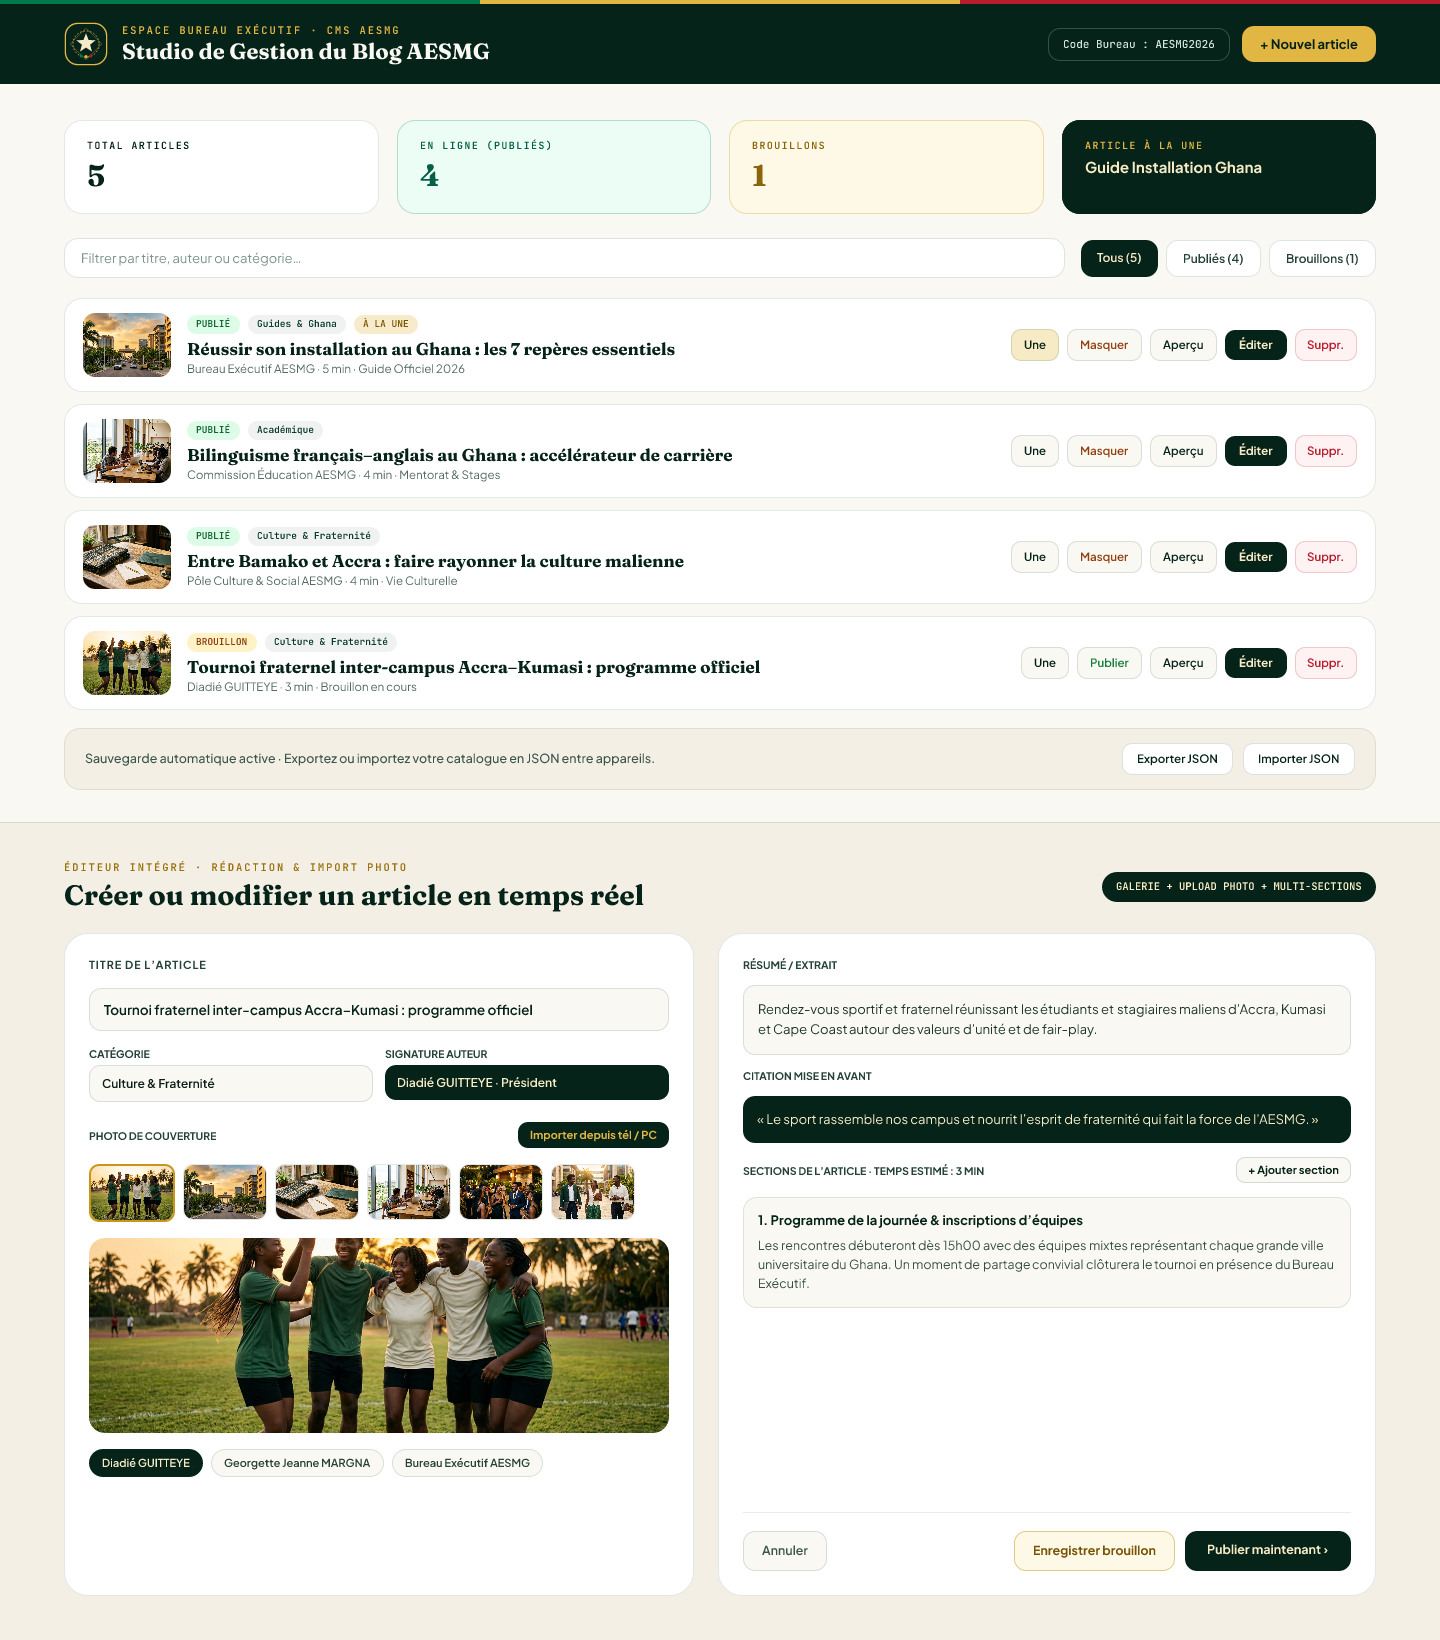 ESPACE BUREAU EXÉCUTIF · CMS AESMG
Studio de Gestion du Blog AESMG
Code Bureau : AESMG2026
+ Nouvel article
TOTAL ARTICLES
5
EN LIGNE (PUBLIÉS)
4
BROUILLONS
1
ARTICLE À LA UNE
Guide Installation Ghana
Filtrer par titre, auteur ou catégorie…
Tous (5)
Publiés (4)
Brouillons (1)
PUBLIÉ
Guides & Ghana
À LA UNE
Réussir son installation au Ghana : les 7 repères essentiels
Bureau Exécutif AESMG · 5 min · Guide Officiel 2026
Une
Masquer
Aperçu
Éditer
Suppr.
PUBLIÉ
Académique
Bilinguisme français–anglais au Ghana : accélérateur de carrière
Commission Éducation AESMG · 4 min · Mentorat & Stages
Une
Masquer
Aperçu
Éditer
Suppr.
PUBLIÉ
Culture & Fraternité
Entre Bamako et Accra : faire rayonner la culture malienne
Pôle Culture & Social AESMG · 4 min · Vie Culturelle
Une
Masquer
Aperçu
Éditer
Suppr.
BROUILLON
Culture & Fraternité
Tournoi fraternel inter-campus Accra–Kumasi : programme officiel
Diadié GUITTEYE · 3 min · Brouillon en cours
Une
Publier
Aperçu
Éditer
Suppr.
Sauvegarde automatique active · Exportez ou importez votre catalogue en JSON entre appareils.
Exporter JSON
Importer JSON
ÉDITEUR INTÉGRÉ · RÉDACTION & IMPORT PHOTO
Créer ou modifier un article en temps réel
GALERIE + UPLOAD PHOTO + MULTI-SECTIONS
TITRE DE L’ARTICLE
Tournoi fraternel inter-campus Accra–Kumasi : programme officiel
CATÉGORIE
SIGNATURE AUTEUR
Culture & Fraternité
Diadié GUITTEYE · Président
PHOTO DE COUVERTURE
Importer depuis tél / PC
Diadié GUITTEYE
Georgette Jeanne MARGNA
Bureau Exécutif AESMG
RÉSUMÉ / EXTRAIT
Rendez-vous sportif et fraternel réunissant les étudiants et stagiaires maliens d’Accra, Kumasi
et Cape Coast autour des valeurs d’unité et de fair-play.
CITATION MISE EN AVANT
« Le sport rassemble nos campus et nourrit l’esprit de fraternité qui fait la force de l’AESMG. »
SECTIONS DE L’ARTICLE · TEMPS ESTIMÉ : 3 MIN
+ Ajouter section
1. Programme de la journée & inscriptions d’équipes
Les rencontres débuteront dès 15h00 avec des équipes mixtes représentant chaque grande ville
universitaire du Ghana. Un moment de partage convivial clôturera le tournoi en présence du Bureau
Exécutif.
Annuler
Enregistrer brouillon
Publier maintenant ›